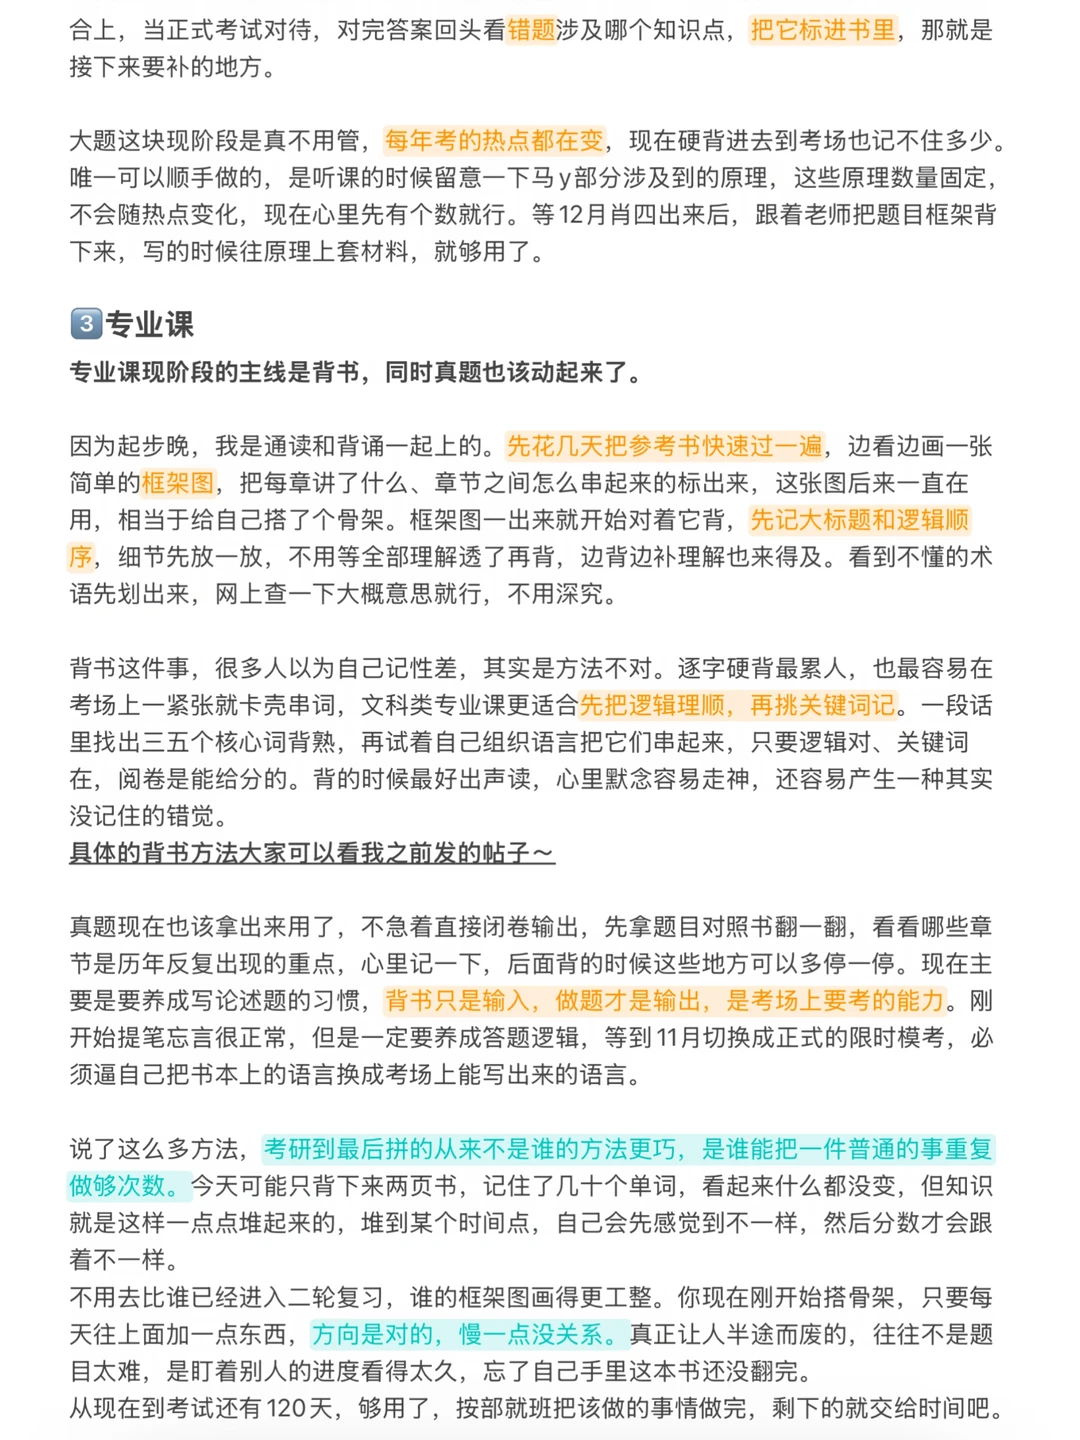 合上，当正式考试对待，对完答案回头看错题涉及哪个知识点，把它标进书里，那就是
接下来要补的地方。
大题这块现阶段是真不用管，每年考的热点都在变，现在硬背进去到考场也记不住多少。
唯一可以顺手做的，是听课的时候留意一下马y部分涉及到的原理，这些原理数量固定，
不会随热点变化，现在心里先有个数就行。等12月肖四出来后，跟着老师把题目框架背
下来，写的时候往原理上套材料，就够用了。
3️⃣专业课
专业课现阶段的主线是背书，同时真题也该动起来了。
因为起步晚，我是通读和背诵一起上的。先花几天把参考书快速过一遍，边看边画一张
简单的框架图，把每章讲了什么、章节之间怎么串起来的标出来，这张图后来一直在
用，相当于给自己搭了个骨架。框架图一出来就开始对着它背，先记大标题和逻辑顺
序，细节先放一放，不用等全部理解透了再背，边背边补理解也来得及。看到不懂的术
语先划出来，网上查一下大概意思就行，不用深究。
背书这件事，很多人以为自己记性差，其实是方法不对。逐字硬背最累人，也最容易在
考场上一紧张就卡壳串词，文科类专业课更适合先把逻辑理顺，再挑关键词记。一段话
里找出三五个核心词背熟，再试着自己组织语言把它们串起来，只要逻辑对、关键词
在，阅卷是能给分的。背的时候最好出声读，心里默念容易走神，还容易产生一种其实
没记住的错觉。
具体的背书方法大家可以看我之前发的帖子～
真题现在也该拿出来用了，不急着直接闭卷输出，先拿题目对照书翻一翻，看看哪些章
节是历年反复出现的重点，心里记一下，后面背的时候这些地方可以多停一停。现在主
要是要养成写论述题的习惯，背书只是输入，做题才是输出，是考场上要考的能力。刚
开始提笔忘言很正常，但是一定要养成答题逻辑，等到11月切换成正式的限时模考，必
须逼自己把书本上的语言换成考场上能写出来的语言。
说了这么多方法，考研到最后拼的从来不是谁的方法更巧，是谁能把一件普通的事重复
做够次数。今天可能只背下来两页书，记住了几十个单词，看起来什么都没变，但知识
就是这样一点点堆起来的，堆到某个时间点，自己会先感觉到不一样，然后分数才会跟
着不一样。
不用去比谁已经进入二轮复习，谁的框架图画得更工整。你现在刚开始搭骨架，只要每
天往上面加一点东西，方向是对的，慢一点没关系。真正让人半途而废的，往往不是题
目太难，是盯着别人的进度看得太久，忘了自己手里这本书还没翻完。
从现在到考试还有120天，够用了，按部就班把该做的事情做完，剩下的就交给时间吧。